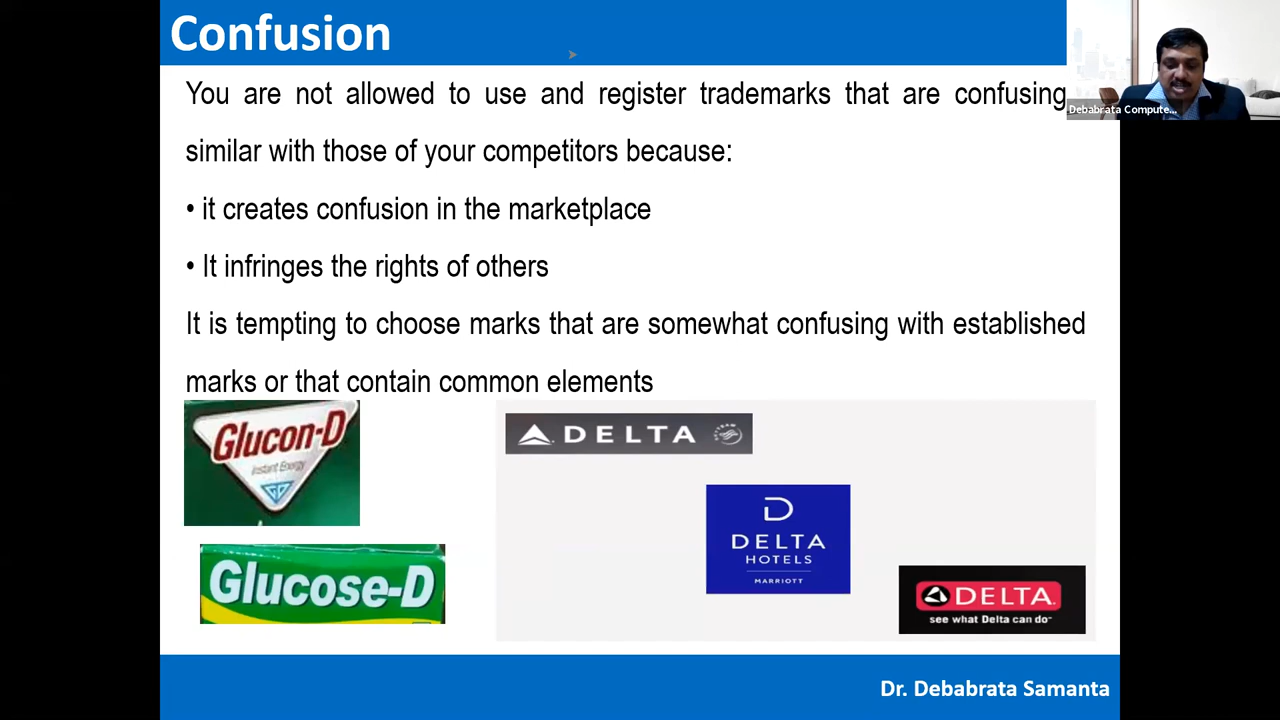 Confusion
Debabrata Compute...
You are not allowed to use and register trademarks that are confusing
similar with those of your competitors because:
• it creates confusion in the marketplace
• It infringes the rights of others
It is tempting to choose marks that are somewhat confusing with established
marks or that contain common elements
Glucon-D
Instant Energy
GD
DELTA
D
DELTA
HOTELS
MARRIOTT
Glucose-D
DELTA
see what Delta can do
Dr. Debabrata Samanta